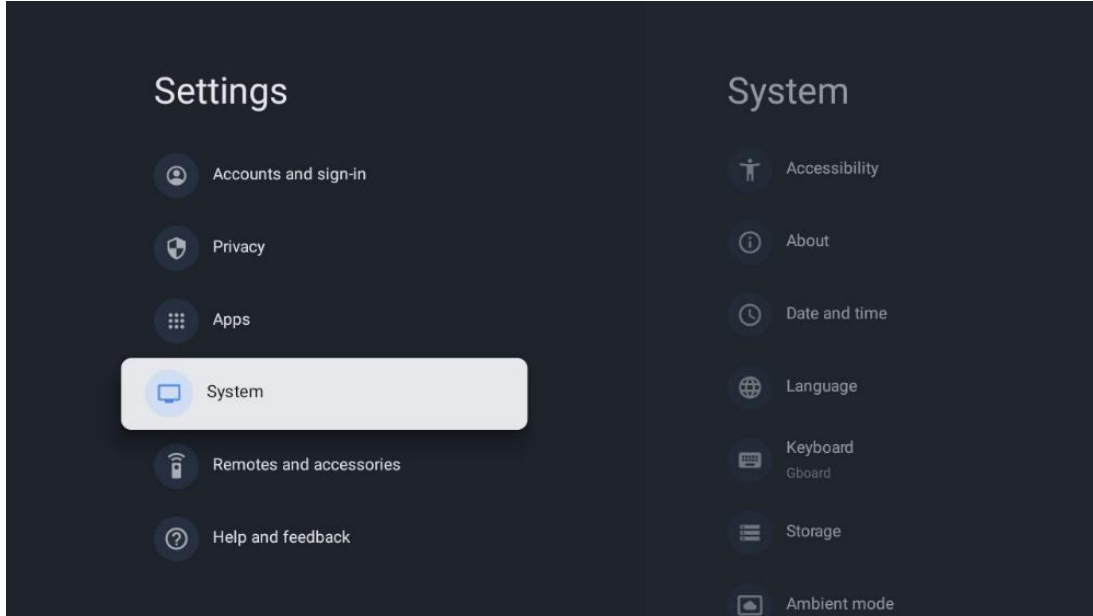 Settings
Accounts and sign-in
Privacy
Apps
System
Remotes and accessories
Help and feedback
System
Accessibility
About
Date and time
Language
Keyboard
Gboard
Storage
Ambient mode